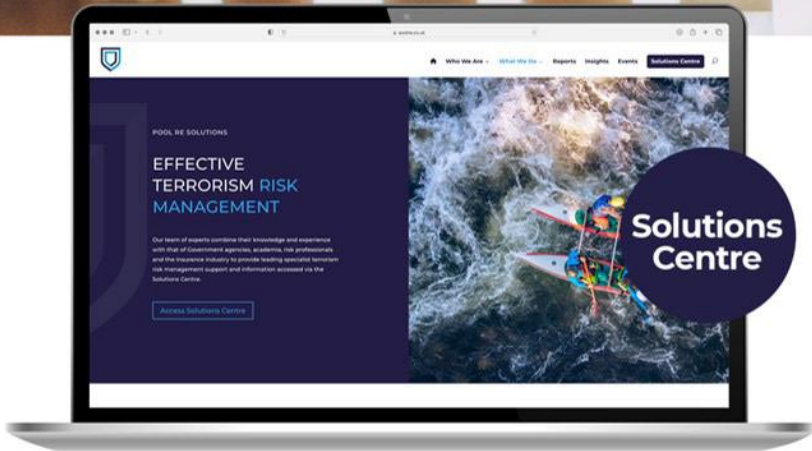 poolre.co.uk
Who We Are
What We Do
Reports
Insights
Events
Solutions Centre
POOL RE SOLUTIONS
EFFECTIVE
TERRORISM RISK
MANAGEMENT
Our team of experts combine their knowledge and experience
with that of Government agencies, academia, risk professionals
and the insurance industry to provide leading specialist terrorism
risk management support and information accessed via the
Solutions Centre.
Access Solutions Centre
Solutions
Centre